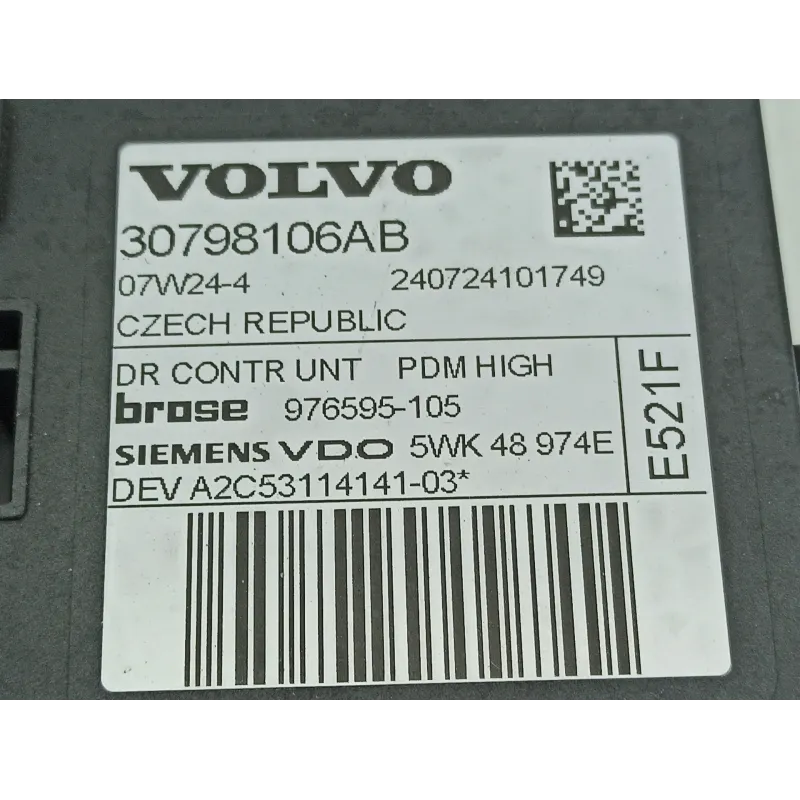 VOLVO
30798106AB
07W24-4 240724101749
CZECH REPUBLIC
DR CONTR UNT PDM HIGH
brose 976595-105
SIEMENS VDO 5WK 48 974E
DEV A2C53114141-03*
E521F